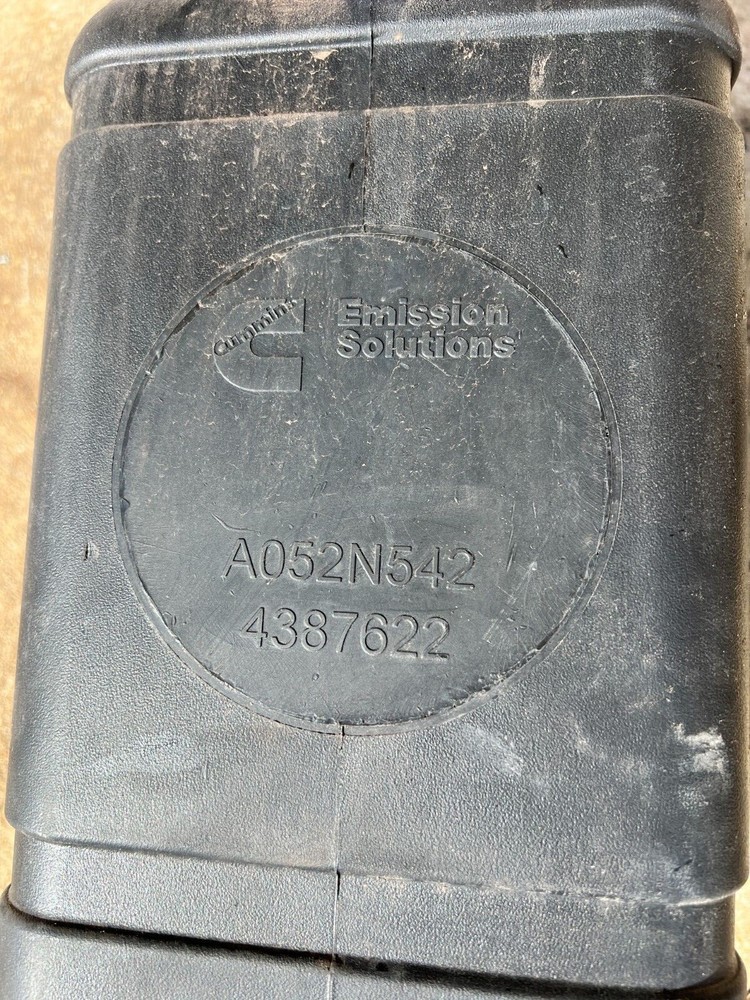 Cummins
Emission
Solutions
A052N542
4387622